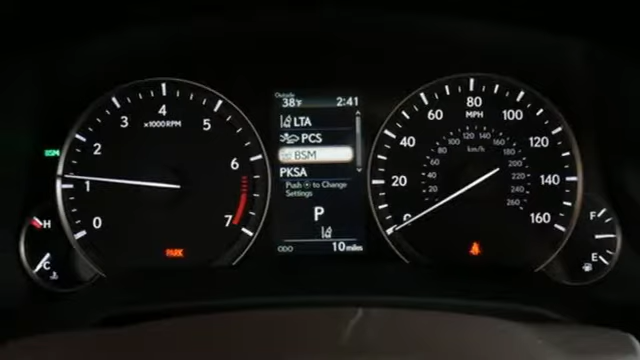 BSM
0
1
2
3
4
5
6
7
x1000 RPM
PARK
H
C
Outside
38°F 2:41
LTA
PCS
BSM
PKSA
Push to Change
Settings
P
ODO 10 miles
0
20
40
60
80
100
120
140
160
MPH
km/h
20
40
60
80
100
120
140
160
180
200
220
240
260
F
E